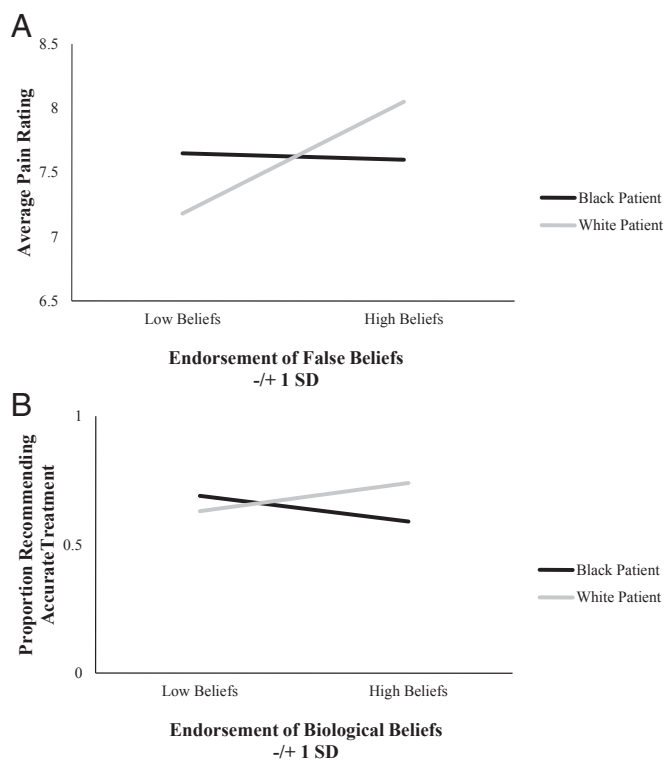 A
8.5
8
7.5
7
6.5
Average Pain Rating
Low Beliefs
High Beliefs
Endorsement of False Beliefs
-/+ 1 SD
Black Patient
White Patient
B
1
0.5
0
Proportion Recommending
AccurateTreatment
Low Beliefs
High Beliefs
Endorsement of Biological Beliefs
-/+ 1 SD
Black Patient
White Patient